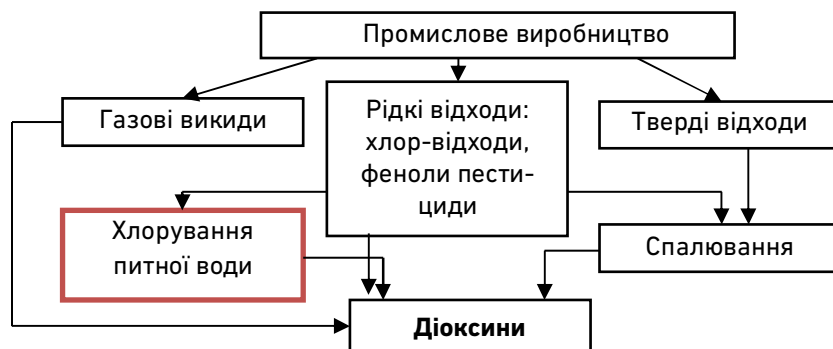 Промислове виробництво
Газові викиди
Рідкі відходи:
хлор-відходи,
феноли пести-
циди
Тверді відходи
Хлорування
питної води
Спалювання
Діоксини